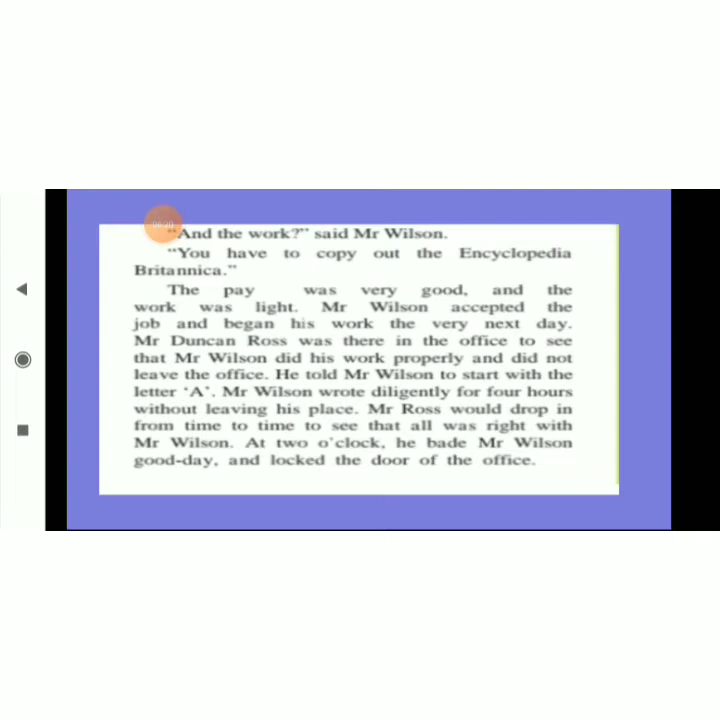 06:20
“And the work?” said Mr Wilson.
“You have to copy out the Encyclopedia
Britannica.”
The pay was very good, and the
work was light. Mr Wilson accepted the
job and began his work the very next day.
Mr Duncan Ross was there in the office to see
that Mr Wilson did his work properly and did not
leave the office. He told Mr Wilson to start with the
letter ‘A’. Mr Wilson wrote diligently for four hours
without leaving his place. Mr Ross would drop in
from time to time to see that all was right with
Mr Wilson. At two o’clock, he bade Mr Wilson
good-day, and locked the door of the office.